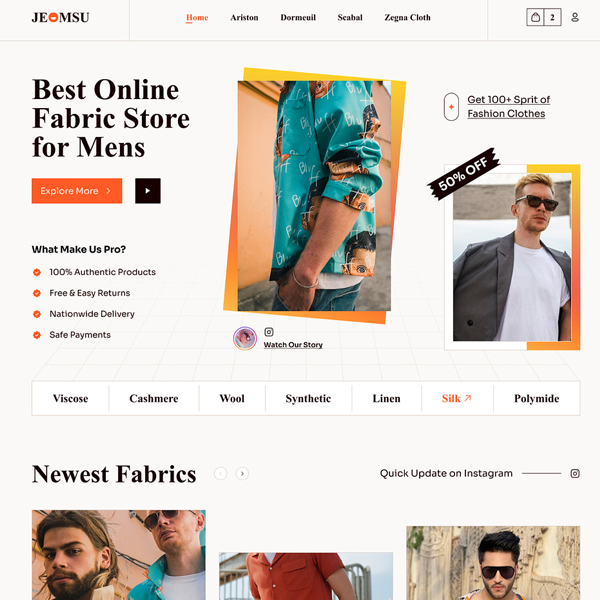 JEOMSU
Home
Ariston
Dormeuil
Scabal
Zegna Cloth
2
Best Online
Fabric Store
for Mens
Explore More
Get 100+ Sprit of
Fashion Clothes
50% OFF
What Make Us Pro?
100% Authentic Products
Free & Easy Returns
Nationwide Delivery
Safe Payments
Watch Our Story
Viscose
Cashmere
Wool
Synthetic
Linen
Silk
Polymide
Newest Fabrics
Quick Update on Instagram